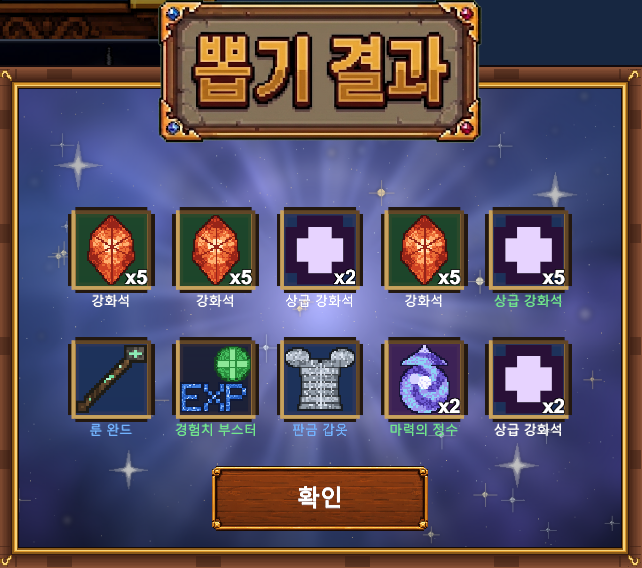 뽑기 결과
x5 x5 x2 x5 x5
강화석 강화석 상급 강화석 강화석 상급 강화석
EXP x2 x2
룬 완드 경험치 부스터 판금 갑옷 마력의 정수 상급 강화석
확인